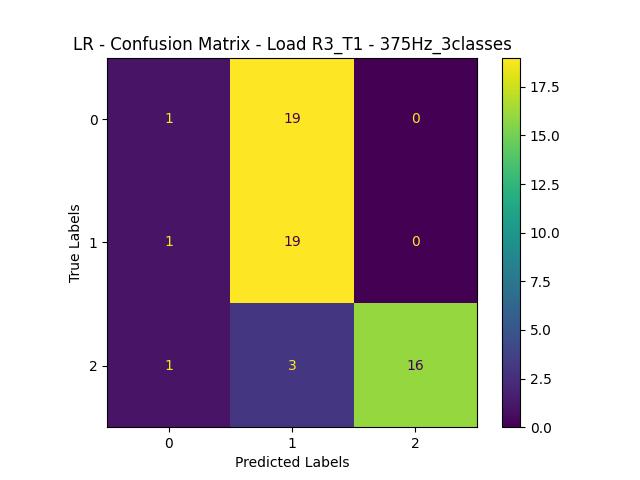 LR - Confusion Matrix - Load R3_T1 - 375Hz_3classes
True Labels
0 1 19 0
1 1 19 0
2 1 3 16
0 1 2
Predicted Labels
17.5
15.0
12.5
10.0
7.5
5.0
2.5
0.0